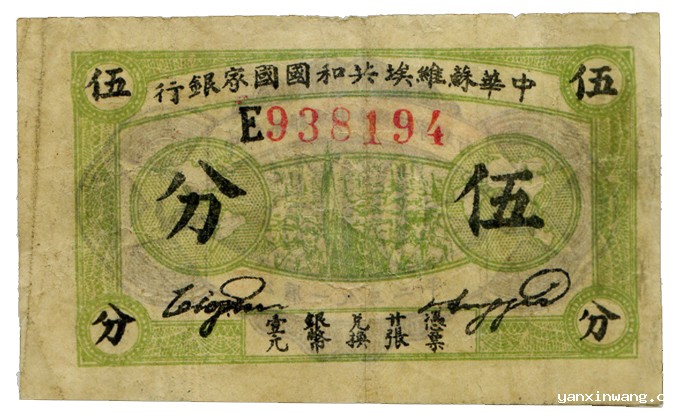 中華蘇維埃共和國國家銀行
伍
伍
E938194
伍分
憑票廿張兌換銀幣壹元
分
分
yanxinwang.c